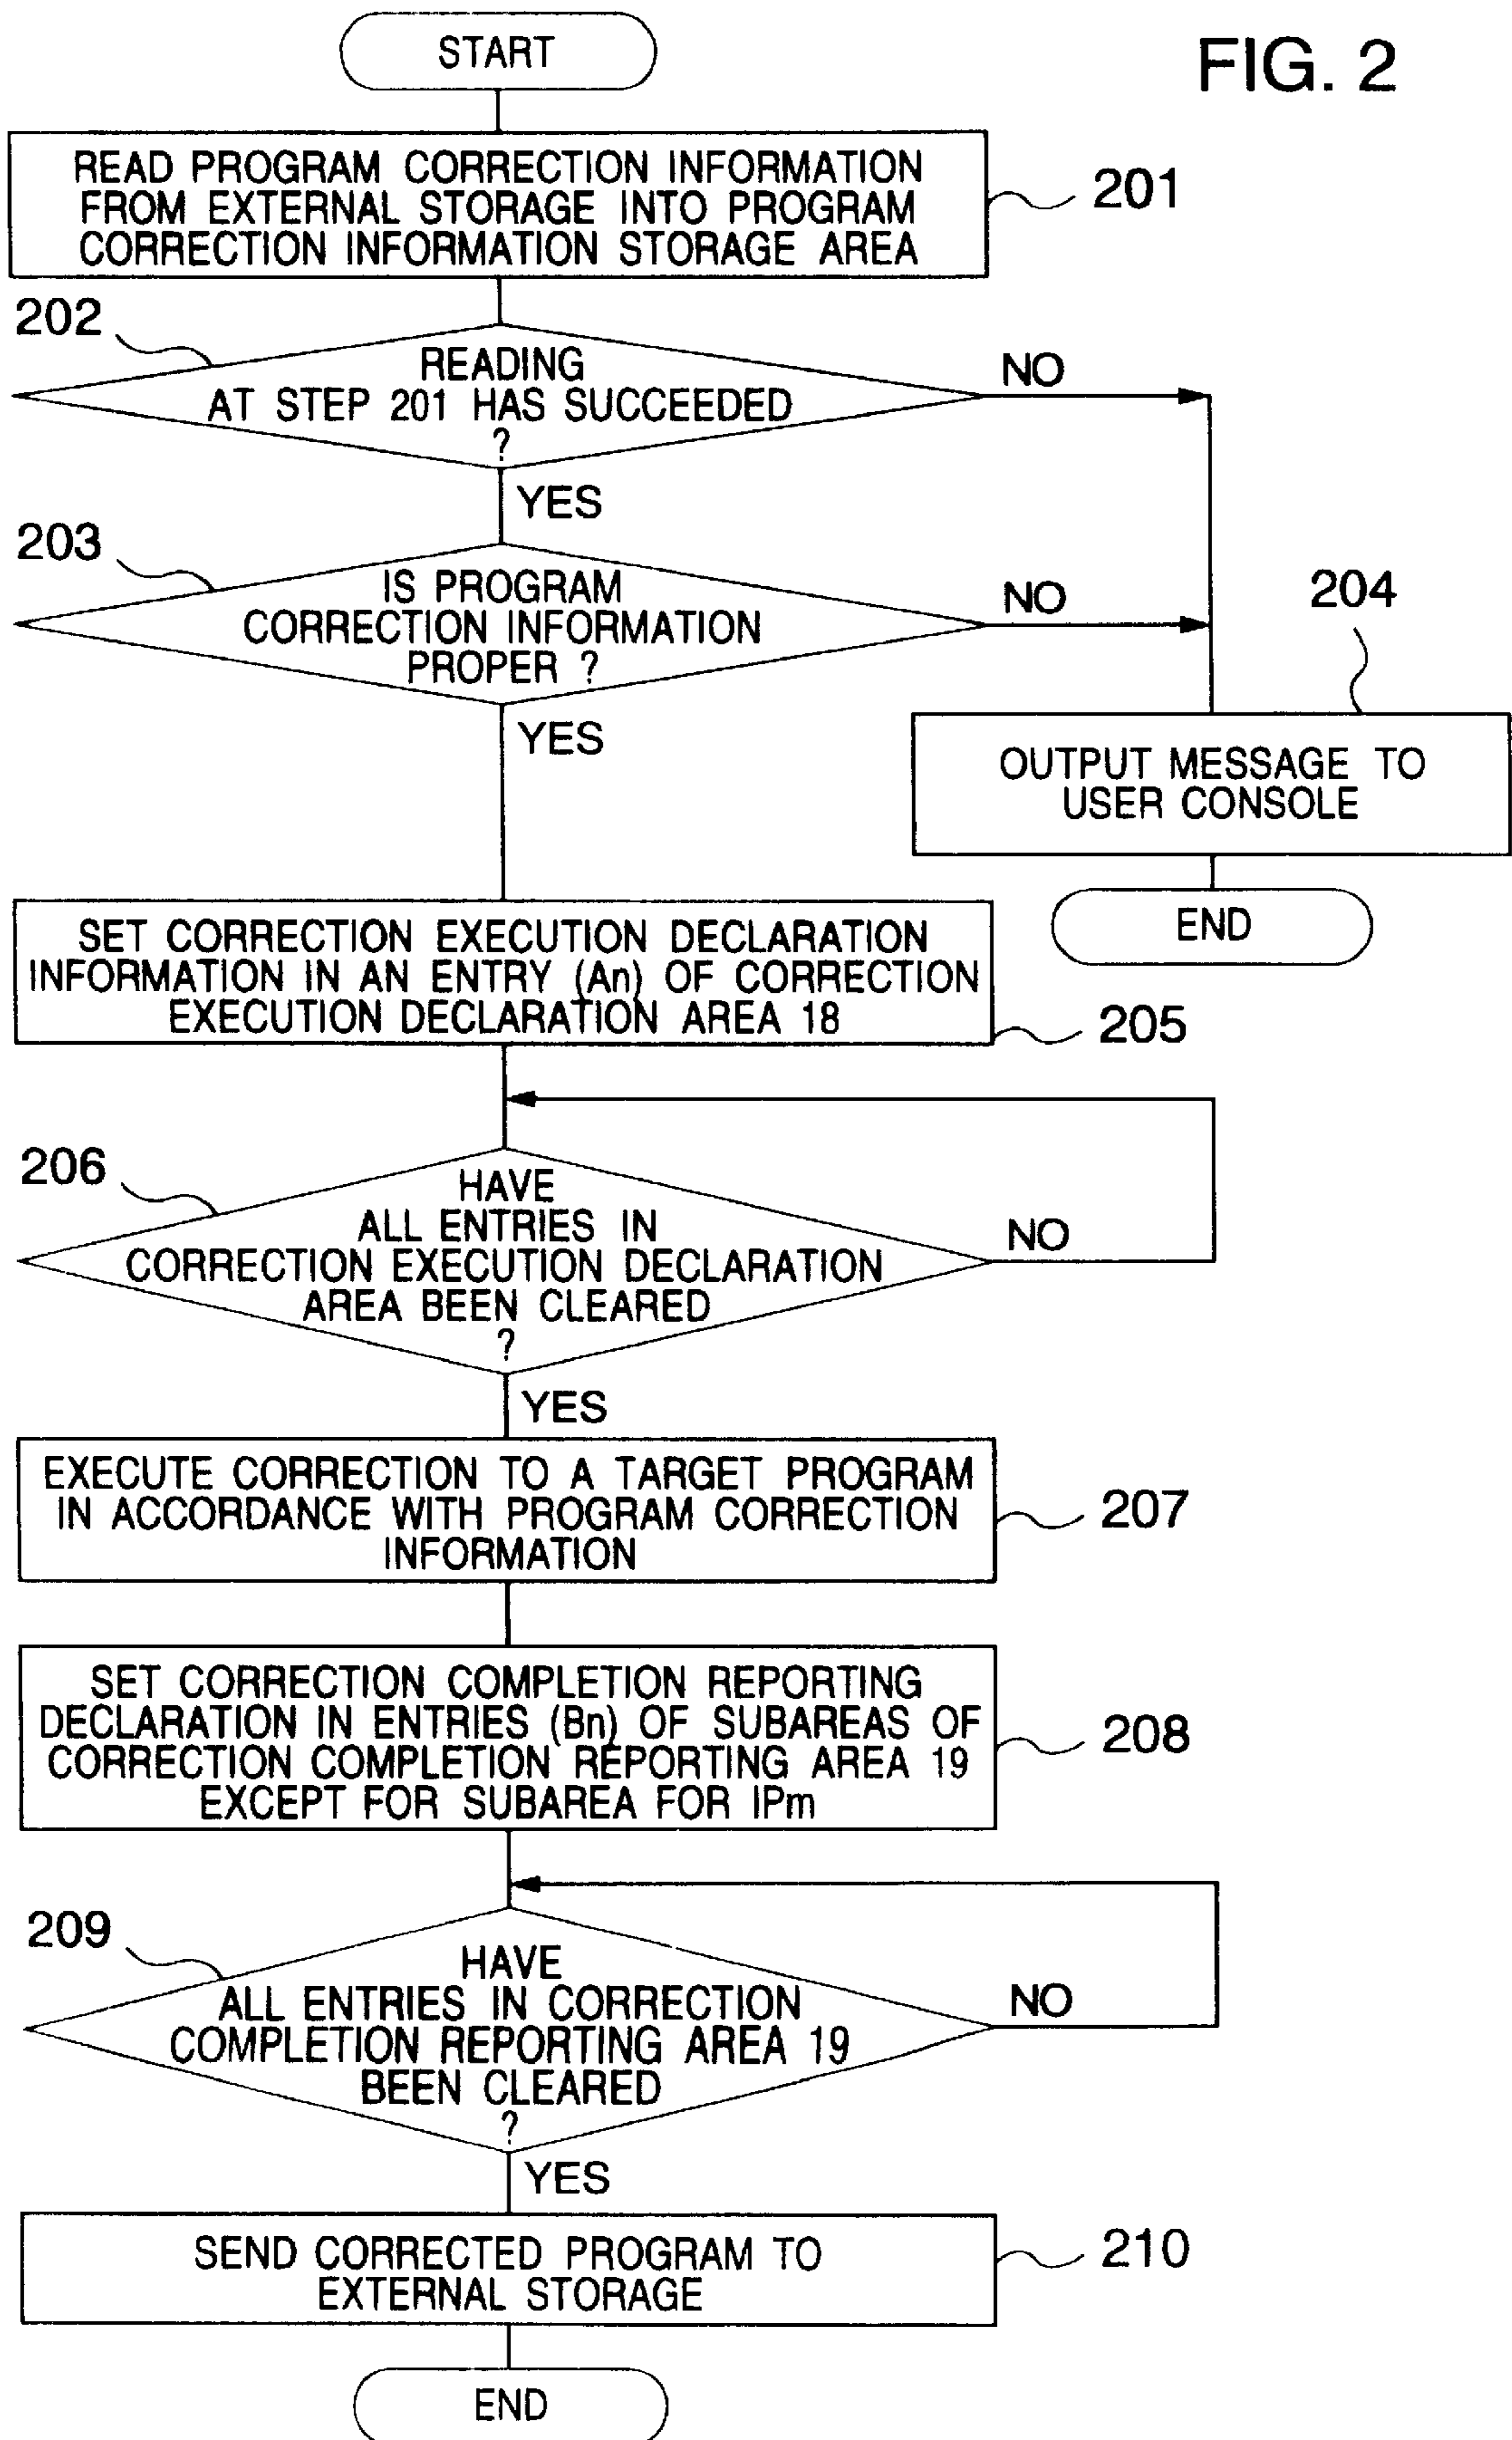 FIG. 2
START
READ PROGRAM CORRECTION INFORMATION
FROM EXTERNAL STORAGE INTO PROGRAM
CORRECTION INFORMATION STORAGE AREA
201
202
READING
AT STEP 201 HAS SUCCEEDED
?
NO
YES
203
IS PROGRAM
CORRECTION INFORMATION
PROPER ?
NO
YES
204
OUTPUT MESSAGE TO
USER CONSOLE
END
SET CORRECTION EXECUTION DECLARATION
INFORMATION IN AN ENTRY (An) OF CORRECTION
EXECUTION DECLARATION AREA 18
205
206
HAVE
ALL ENTRIES IN
CORRECTION EXECUTION DECLARATION
AREA BEEN CLEARED
?
NO
YES
EXECUTE CORRECTION TO A TARGET PROGRAM
IN ACCORDANCE WITH PROGRAM CORRECTION
INFORMATION
207
SET CORRECTION COMPLETION REPORTING
DECLARATION IN ENTRIES (Bn) OF SUBAREAS OF
CORRECTION COMPLETION REPORTING AREA 19
EXCEPT FOR SUBAREA FOR IPm
208
209
HAVE
ALL ENTRIES IN CORRECTION
COMPLETION REPORTING AREA 19
BEEN CLEARED
?
NO
YES
SEND CORRECTED PROGRAM TO
EXTERNAL STORAGE
210
END